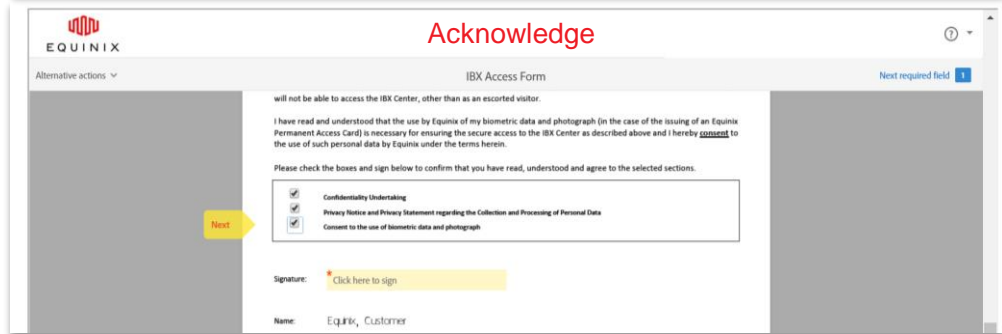 EQUINIX
Acknowledge
Alternative actions
IBX Access Form
Next required field 1
will not be able to access the IBX Center, other than as an escorted visitor.
I have read and understood that the use by Equinix of my biometric data and photograph (in the case of the issuing of an Equinix
Permanent Access Card) is necessary for ensuring the secure access to the IBX Center as described above and I hereby consent to
the use of such personal data by Equinix under the terms herein.
Please check the boxes and sign below to confirm that you have read, understood and agree to the selected sections.
Confidentiality Undertaking
Privacy Notice and Privacy Statement regarding the Collection and Processing of Personal Data
Next
Consent to the use of biometric data and photograph
Signature: * Click here to sign
Name: Equinix, Customer